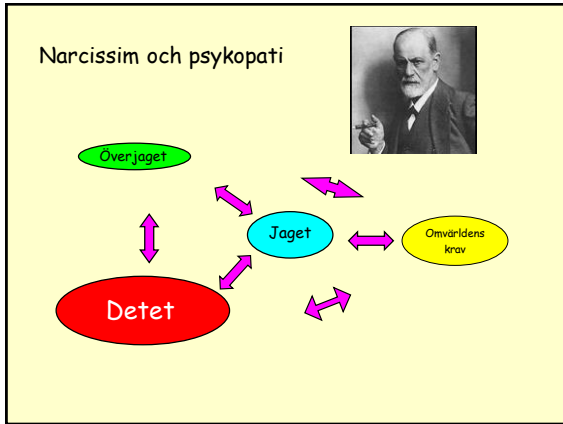 Narcissim och psykopati
Överjaget
Jaget
Omvärldens
krav
Detet